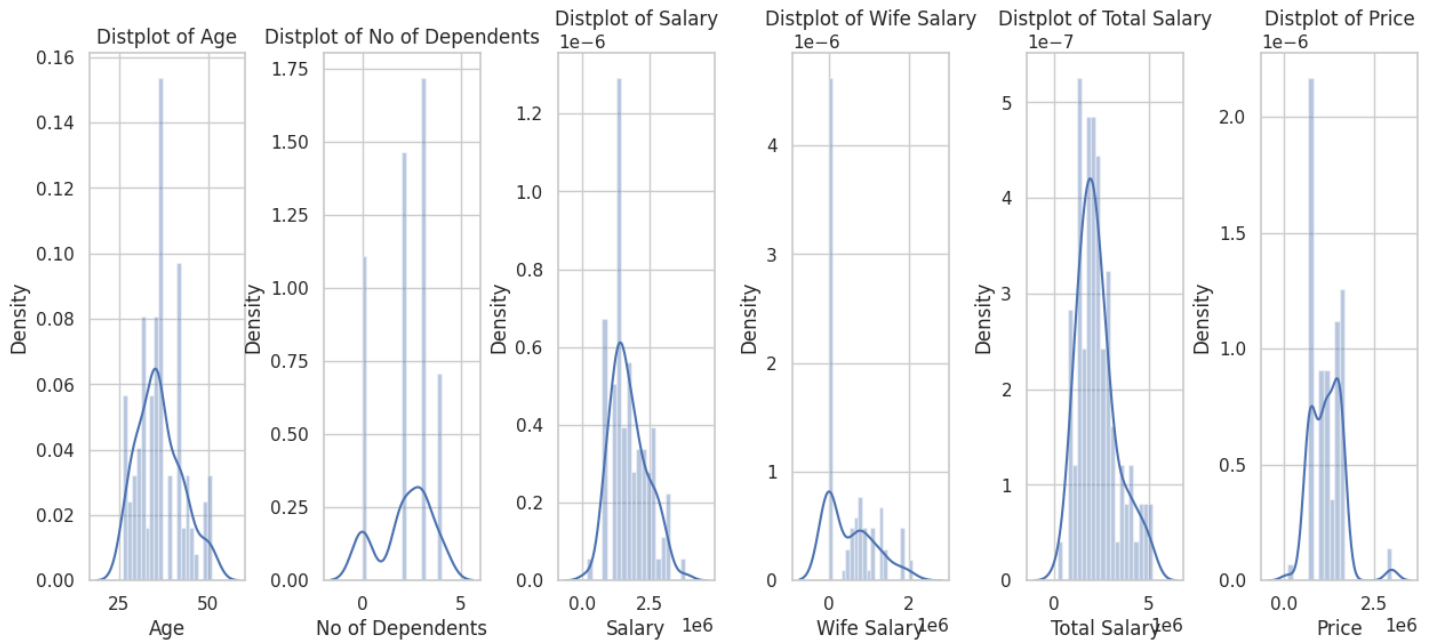 Distplot of Age
0.16
0.14
0.12
0.10
0.08
0.06
0.04
0.02
0.00
25
50
Density
Age
Distplot of No of Dependents
1.75
1.50
1.25
1.00
0.75
0.50
0.25
0.00
0
5
Density
No of Dependents
Distplot of Salary
1e−6
1.2
1.0
0.8
0.6
0.4
0.2
0.0
0.0
2.5
1e6
Density
Salary
Distplot of Wife Salary
1e−6
4
3
2
1
0
0
2
1e6
Density
Wife Salary
Distplot of Total Salary
1e−7
5
4
3
2
1
0
0
5
1e6
Density
Total Salary
Distplot of Price
1e−6
2.0
1.5
1.0
0.5
0.0
0.0
2.5
1e6
Density
Price